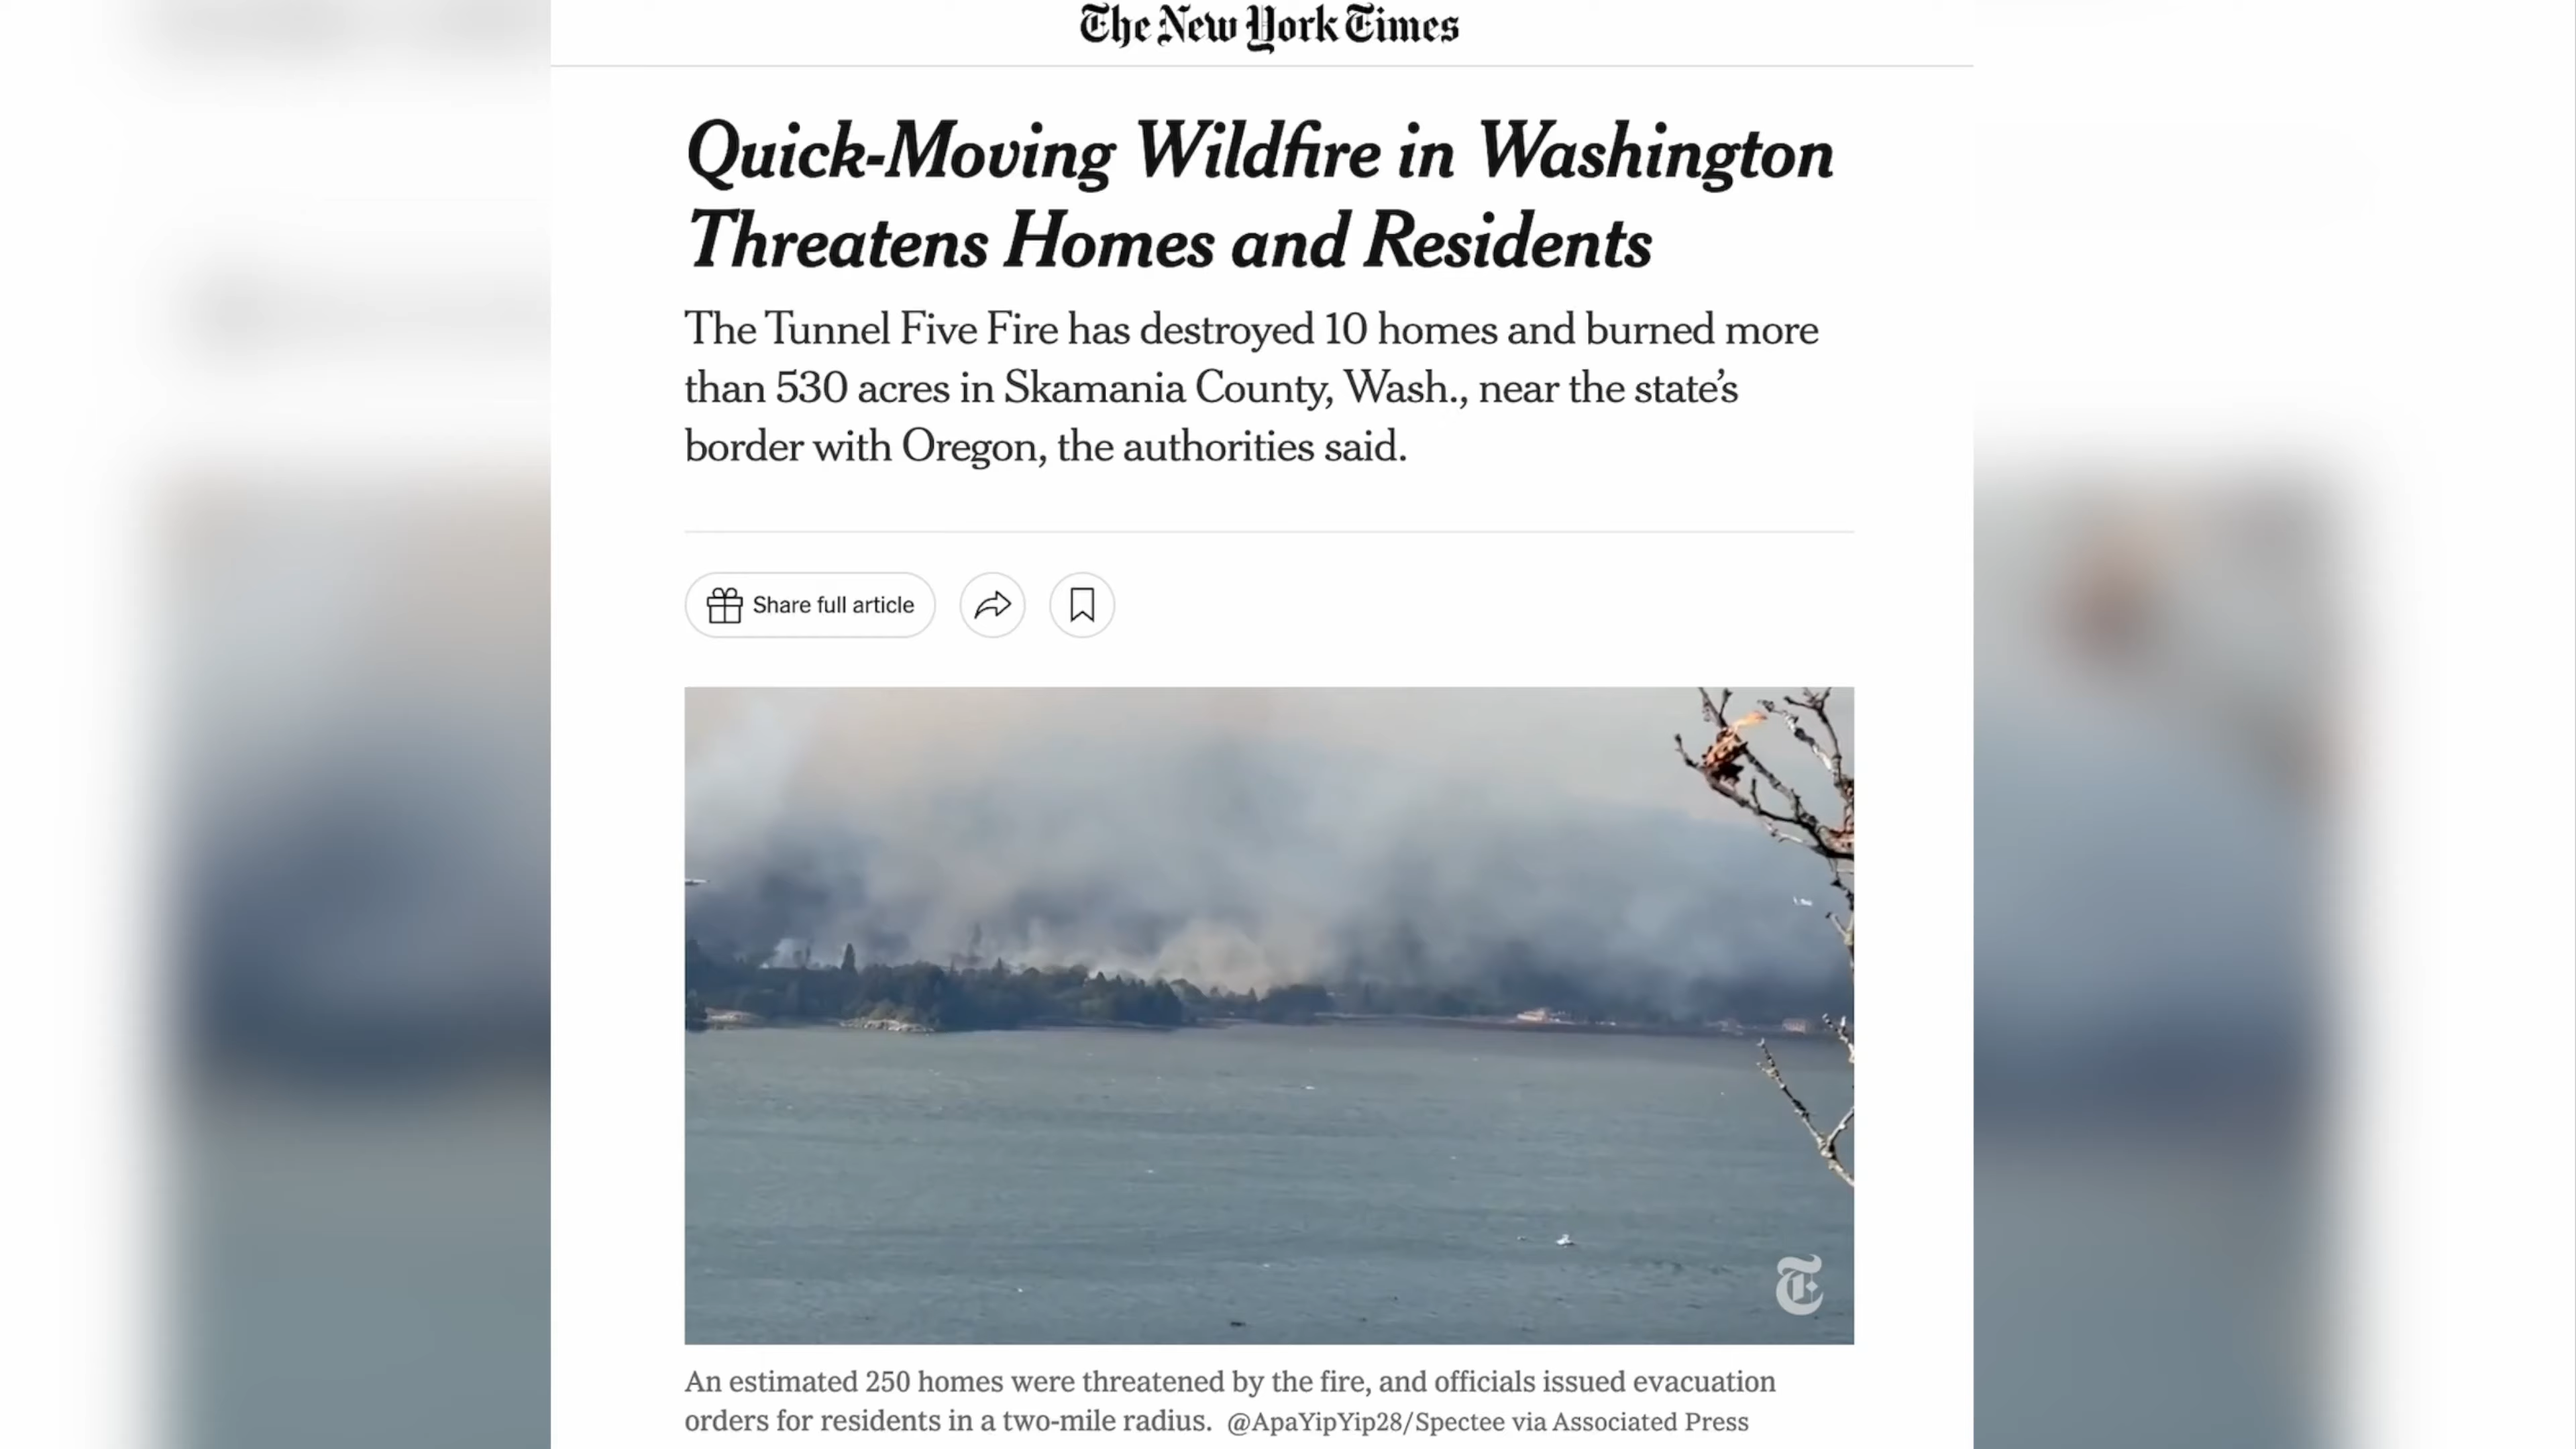 The New York Times
Quick-Moving Wildfire in Washington
Threatens Homes and Residents
The Tunnel Five Fire has destroyed 10 homes and burned more
than 530 acres in Skamania County, Wash., near the state’s
border with Oregon, the authorities said.
Share full article
T
An estimated 250 homes were threatened by the fire, and officials issued evacuation
orders for residents in a two-mile radius. @ApaYipYip28/Spectee via Associated Press